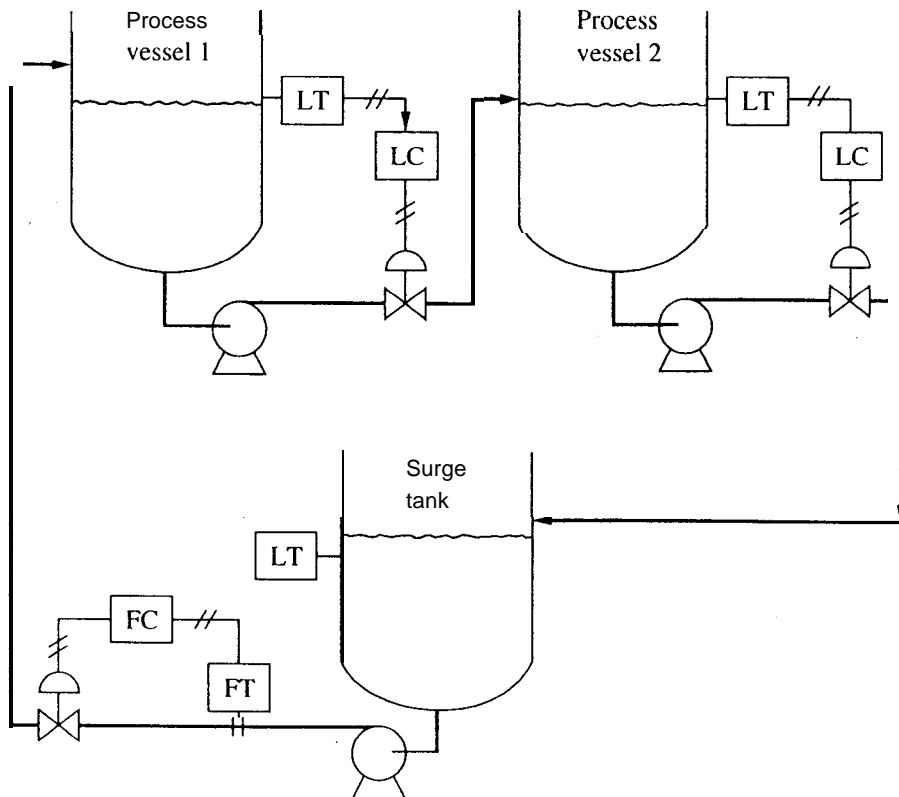 Process
vessel 1
Process
vessel 2
LT
LT
LC
LC
Surge
tank
LT
FC
FT